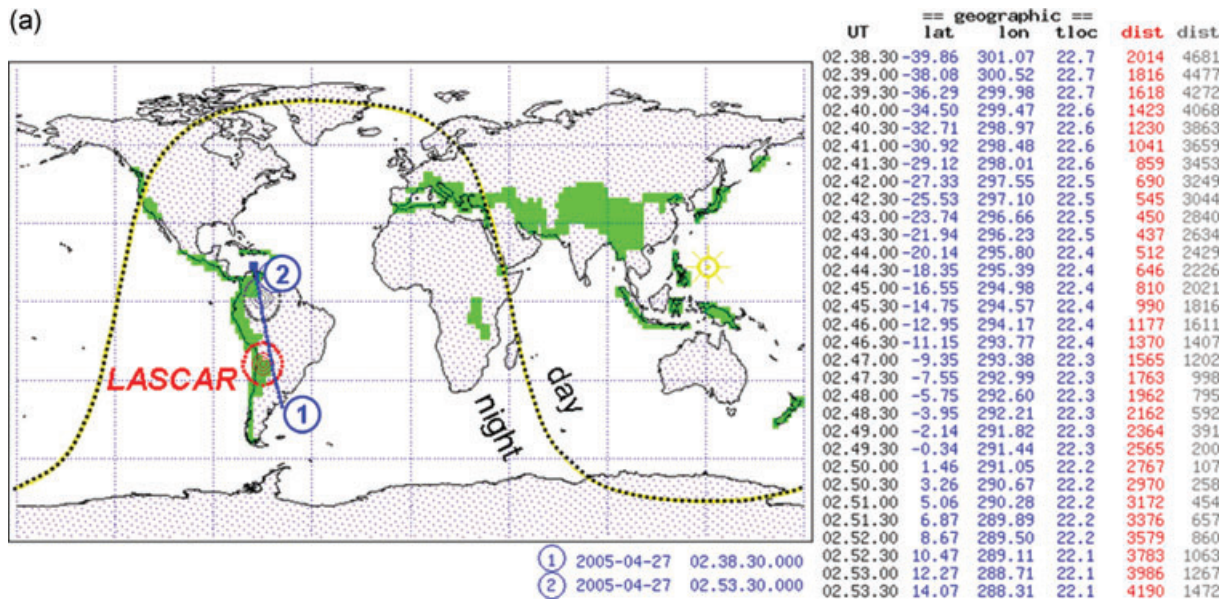 (a)
== geographic ==
UT lat lon tloc dist dist
02.38.30 -39.86 301.07 22.7 2014 4681
02.39.00 -38.08 300.52 22.7 1816 4477
02.39.30 -36.29 299.98 22.7 1618 4272
02.40.00 -34.50 299.47 22.6 1423 4068
02.40.30 -32.71 298.97 22.6 1230 3863
02.41.00 -30.92 298.48 22.6 1041 3659
02.41.30 -29.12 298.01 22.6 859 3453
02.42.00 -27.33 297.55 22.5 690 3249
02.42.30 -25.53 297.10 22.5 545 3044
02.43.00 -23.74 296.66 22.5 450 2840
02.43.30 -21.94 296.23 22.5 437 2634
02.44.00 -20.14 295.80 22.4 512 2429
02.44.30 -18.35 295.39 22.4 646 2226
02.45.00 -16.55 294.98 22.4 810 2021
02.45.30 -14.75 294.57 22.4 990 1816
02.46.00 -12.95 294.17 22.4 1177 1611
02.46.30 -11.15 293.77 22.4 1370 1407
02.47.00 -9.35 293.38 22.3 1565 1202
02.47.30 -7.55 292.99 22.3 1763 998
02.48.00 -5.75 292.60 22.3 1962 795
02.48.30 -3.95 292.21 22.3 2162 592
02.49.00 -2.14 291.82 22.3 2364 391
02.49.30 -0.34 291.44 22.3 2565 200
02.50.00 1.46 291.05 22.2 2767 107
02.50.30 3.26 290.67 22.2 2970 258
02.51.00 5.06 290.28 22.2 3172 454
02.51.30 6.87 289.89 22.2 3376 657
02.52.00 8.67 289.50 22.2 3579 860
02.52.30 10.47 289.11 22.1 3783 1063
02.53.00 12.27 288.71 22.1 3986 1267
02.53.30 14.07 288.31 22.1 4190 1472
2
LASCAR
1
day
night
1 2005-04-27 02.38.30.000
2 2005-04-27 02.53.30.000